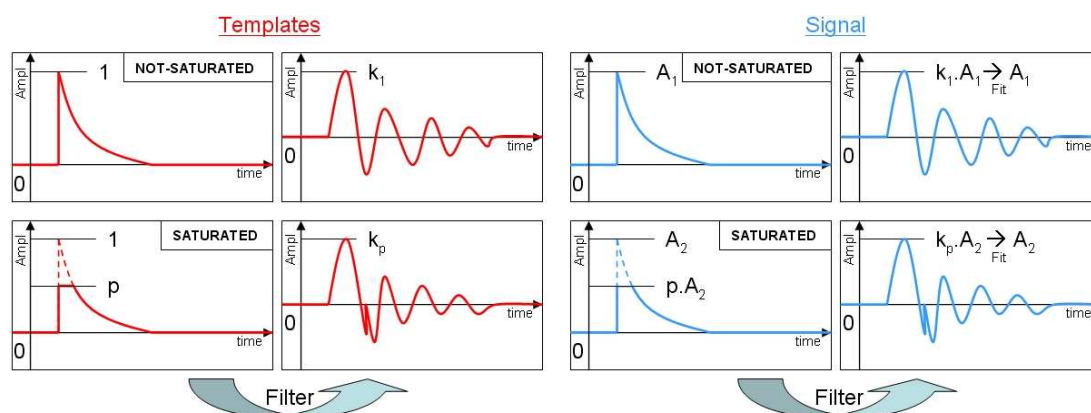 Templates
Signal
Ampl
1
NOT-SATURATED
0
time
Ampl
k1
0
time
Ampl
A1
NOT-SATURATED
0
time
Ampl
k1.A1 → A1
Fit
0
time
Ampl
1
SATURATED
p
0
time
Ampl
kp
0
time
Ampl
A2
SATURATED
p.A2
0
time
Ampl
kp.A2 → A2
Fit
0
time
Filter
Filter